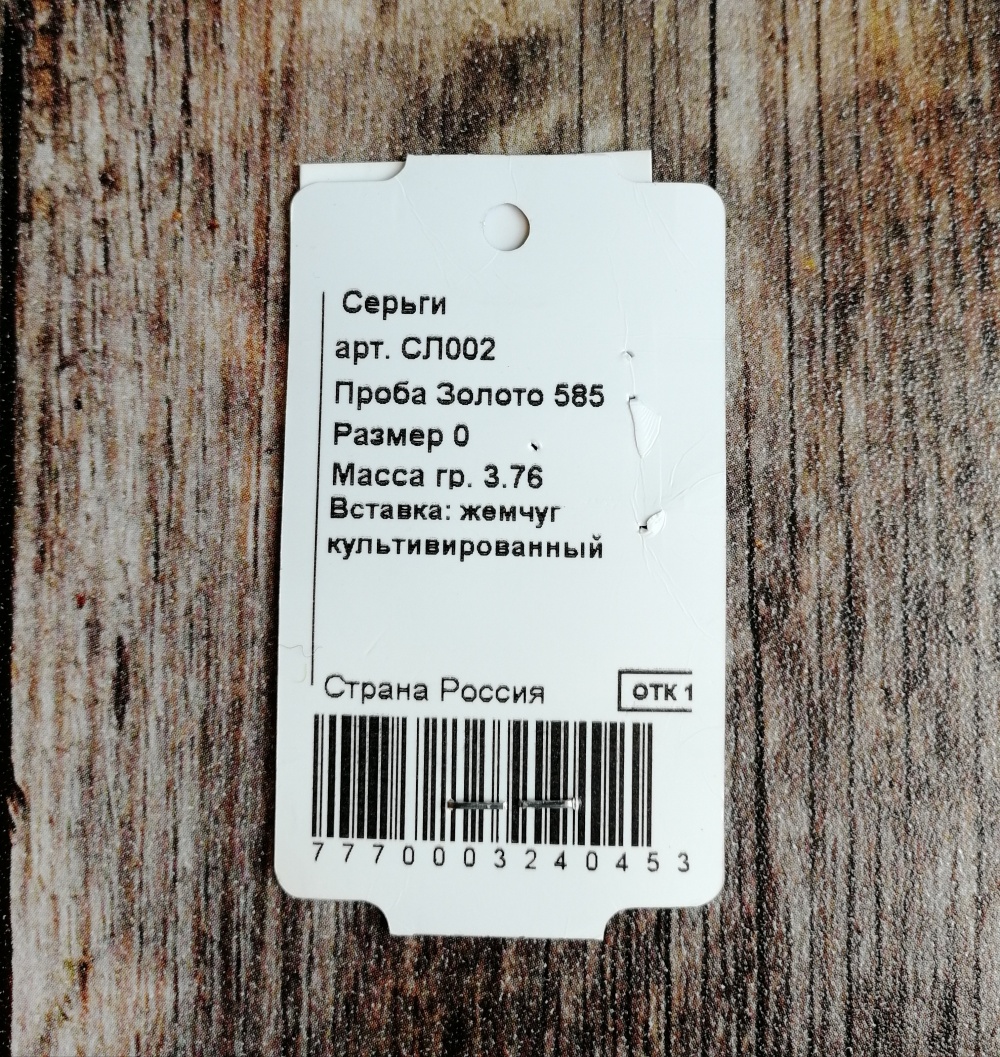 Серьги
арт. СЛ002
Проба Золото 585
Размер 0
Масса гр. 3.76
Вставка: жемчуг
культивированный
Страна Россия
ОТК 1
7770003240453